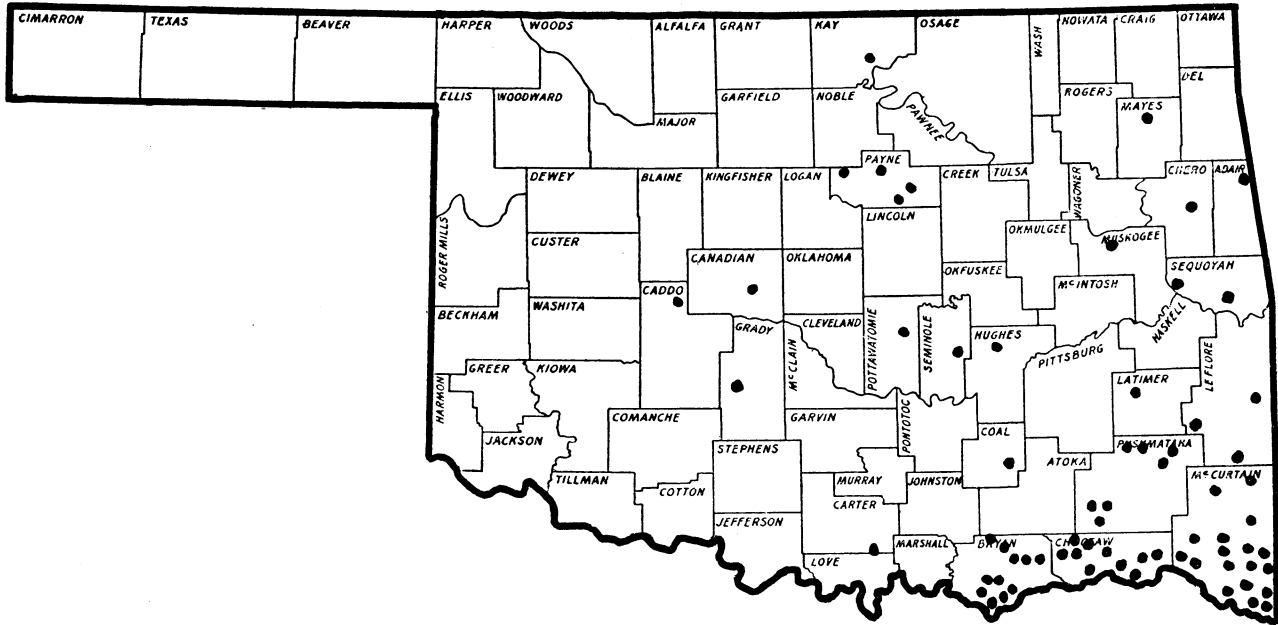 CIMARRON
TEXAS
BEAVER
HARPER
WOODS
ALFALFA
GRANT
KAY
OSAGE
WASH
NOWATA
CRAIG
OTTAWA
ELLIS
WOODWARD
MAJOR
GARFIELD
NOBLE
PAWNEE
ROGERS
MAYES
DEL
DEWEY
BLAINE
KINGFISHER
LOGAN
PAYNE
CREEK
TULSA
WAGONER
CHERO
ADAIR
ROGER MILLS
CUSTER
CANADIAN
OKLAHOMA
LINCOLN
OKFUSKEE
OKMULGEE
MUSKOGEE
SEQUOYAH
BECKHAM
WASHITA
CADDO
GRADY
McCLAIN
CLEVELAND
POTTAWATOMIE
SEMINOLE
HUGHES
McINTOSH
PITTSBURG
HASKELL
LE FLORE
HARMON
GREER
KIOWA
COMANCHE
GARVIN
PONTOTOC
COAL
LATIMER
JACKSON
STEPHENS
MURRAY
JOHNSTON
ATOKA
PUSHMATAHA
McCURTAIN
TILLMAN
COTTON
JEFFERSON
CARTER
LOVE
MARSHALL
BRYAN
CHOCTAW